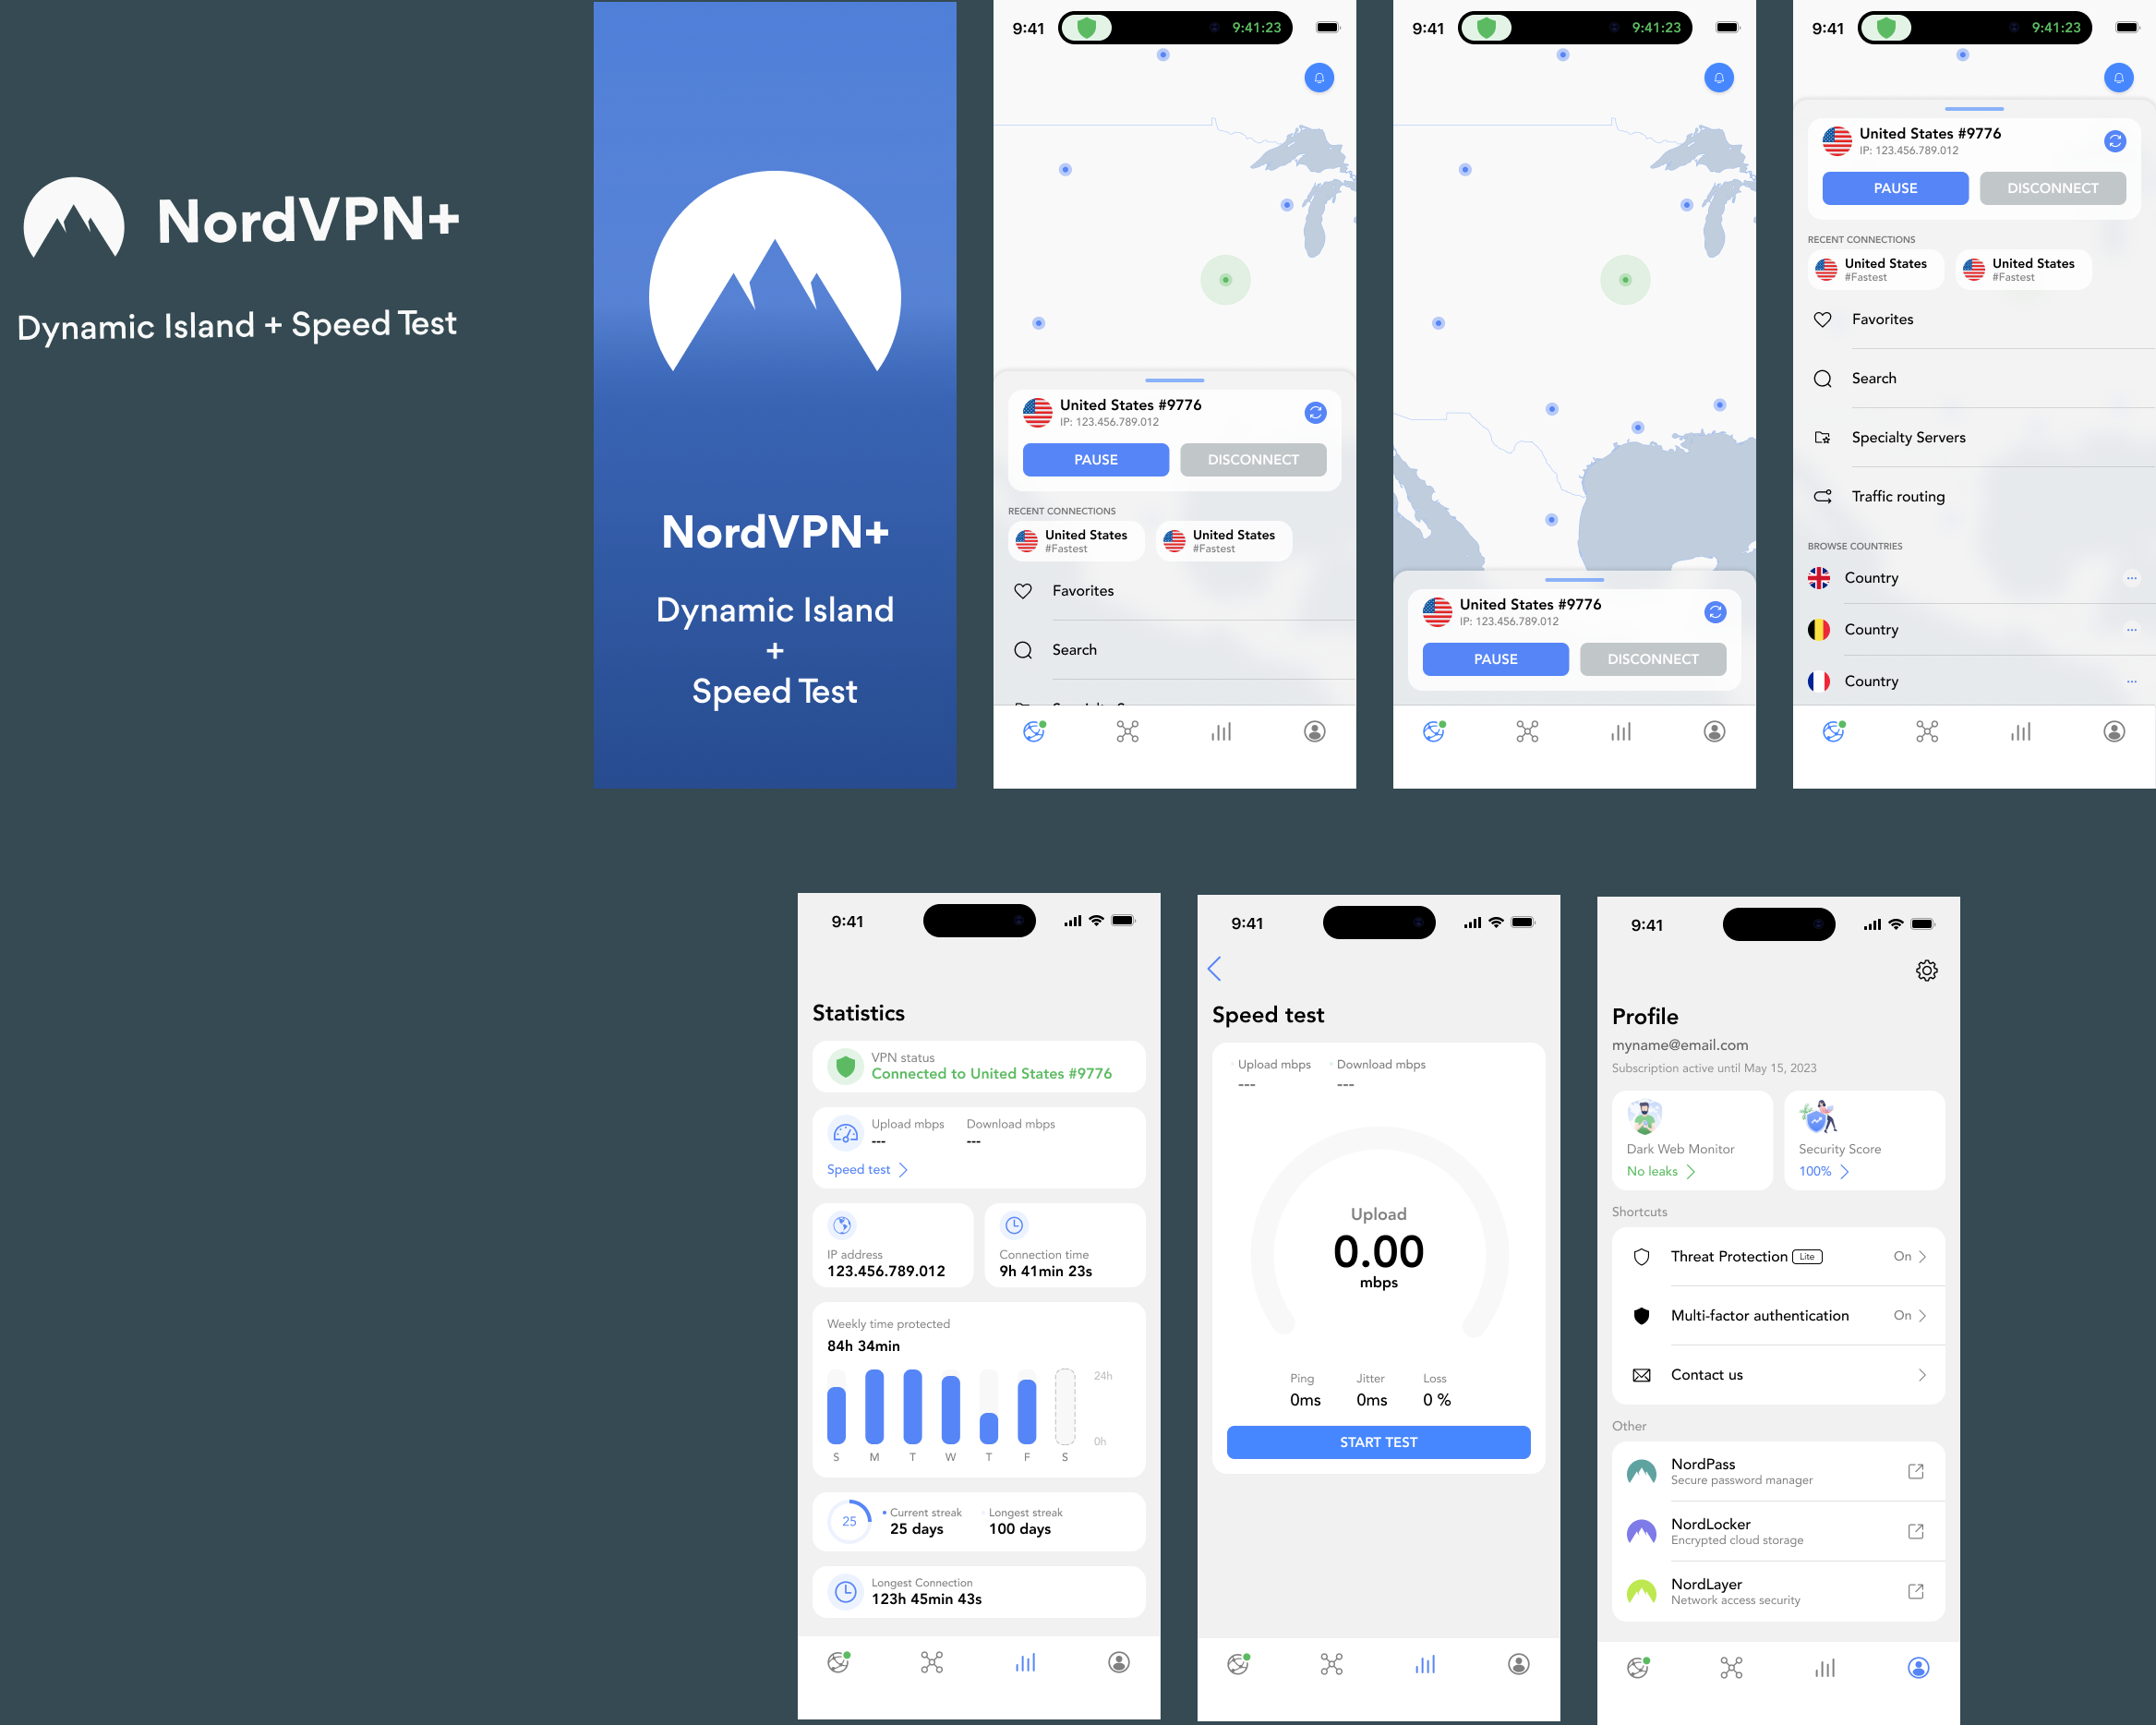 NordVPN+
Dynamic Island + Speed Test
NordVPN+
Dynamic Island
+
Speed Test
9:41
9:41:23
United States #9776
IP: 123.456.789.012
PAUSE
DISCONNECT
RECENT CONNECTIONS
United States
#Fastest
United States
#Fastest
Favorites
Search
9:41
9:41:23
United States #9776
IP: 123.456.789.012
PAUSE
DISCONNECT
9:41
9:41:23
United States #9776
IP: 123.456.789.012
PAUSE
DISCONNECT
RECENT CONNECTIONS
United States
#Fastest
United States
#Fastest
Favorites
Search
Specialty Servers
Traffic routing
BROWSE COUNTRIES
Country
Country
Country
9:41
Statistics
VPN status
Connected to United States #9776
Upload mbps
---
Download mbps
---
Speed test
IP address
123.456.789.012
Connection time
9h 41min 23s
Weekly time protected
84h 34min
24h
0h
S M T W T F S
25
Current streak
25 days
Longest streak
100 days
Longest Connection
123h 45min 43s
9:41
Speed test
Upload mbps
---
Download mbps
---
Upload
0.00
mbps
Ping
0ms
Jitter
0ms
Loss
0 %
START TEST
9:41
Profile
myname@email.com
Subscription active until May 15, 2023
Dark Web Monitor
No leaks
Security Score
100%
Shortcuts
Threat Protection Lite
On
Multi-factor authentication
On
Contact us
Other
NordPass
Secure password manager
NordLocker
Encrypted cloud storage
NordLayer
Network access security